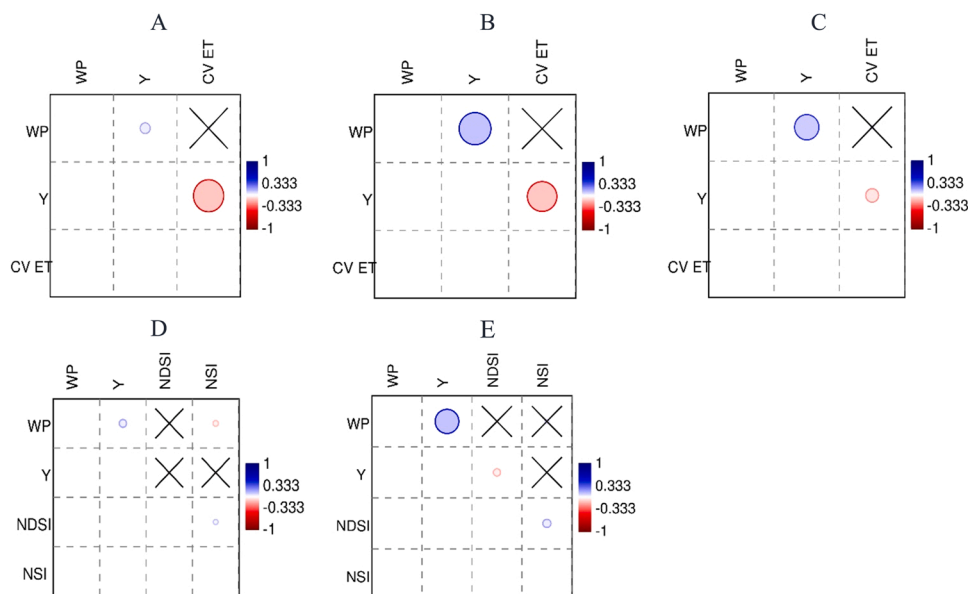 A
B
C
WP
Y
CV ET
WP
Y
CV ET
WP
Y
CV ET
WP
Y
CV ET
1
0.333
-0.333
-1
WP
Y
CV ET
1
0.333
-0.333
-1
WP
Y
CV ET
1
0.333
-0.333
-1
D
E
WP
Y
NDSI
NSI
WP
Y
NDSI
NSI
WP
Y
NDSI
NSI
1
0.333
-0.333
-1
WP
Y
NDSI
NSI
1
0.333
-0.333
-1